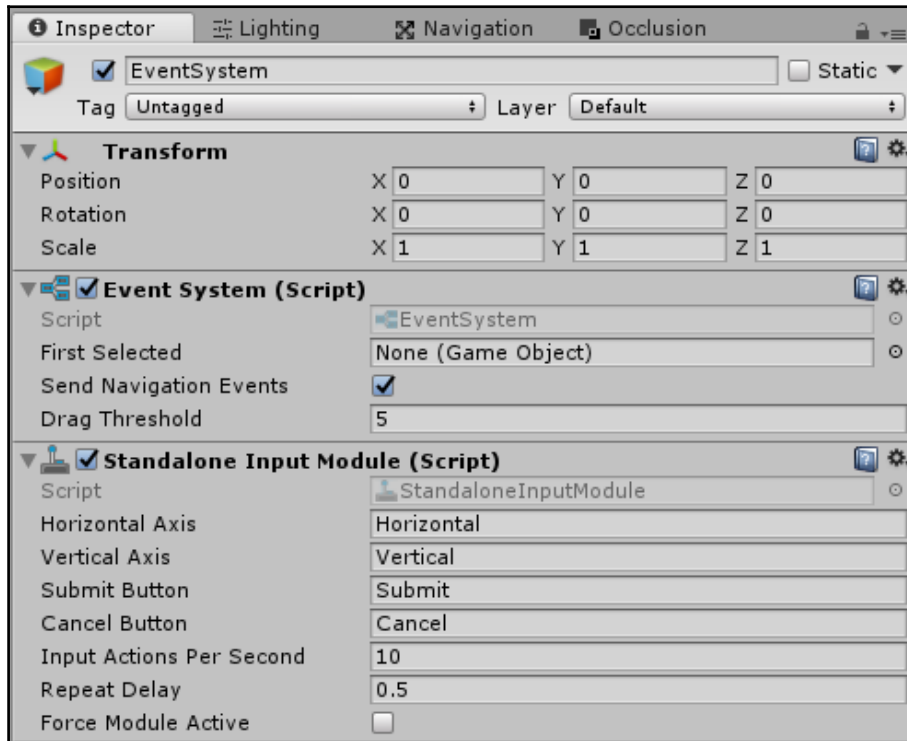 Inspector Lighting Navigation Occlusion
EventSystem Static
Tag Untagged Layer Default
Transform
Position X 0 Y 0 Z 0
Rotation X 0 Y 0 Z 0
Scale X 1 Y 1 Z 1
Event System (Script)
Script EventSystem
First Selected None (Game Object)
Send Navigation Events
Drag Threshold 5
Standalone Input Module (Script)
Script StandaloneInputModule
Horizontal Axis Horizontal
Vertical Axis Vertical
Submit Button Submit
Cancel Button Cancel
Input Actions Per Second 10
Repeat Delay 0.5
Force Module Active